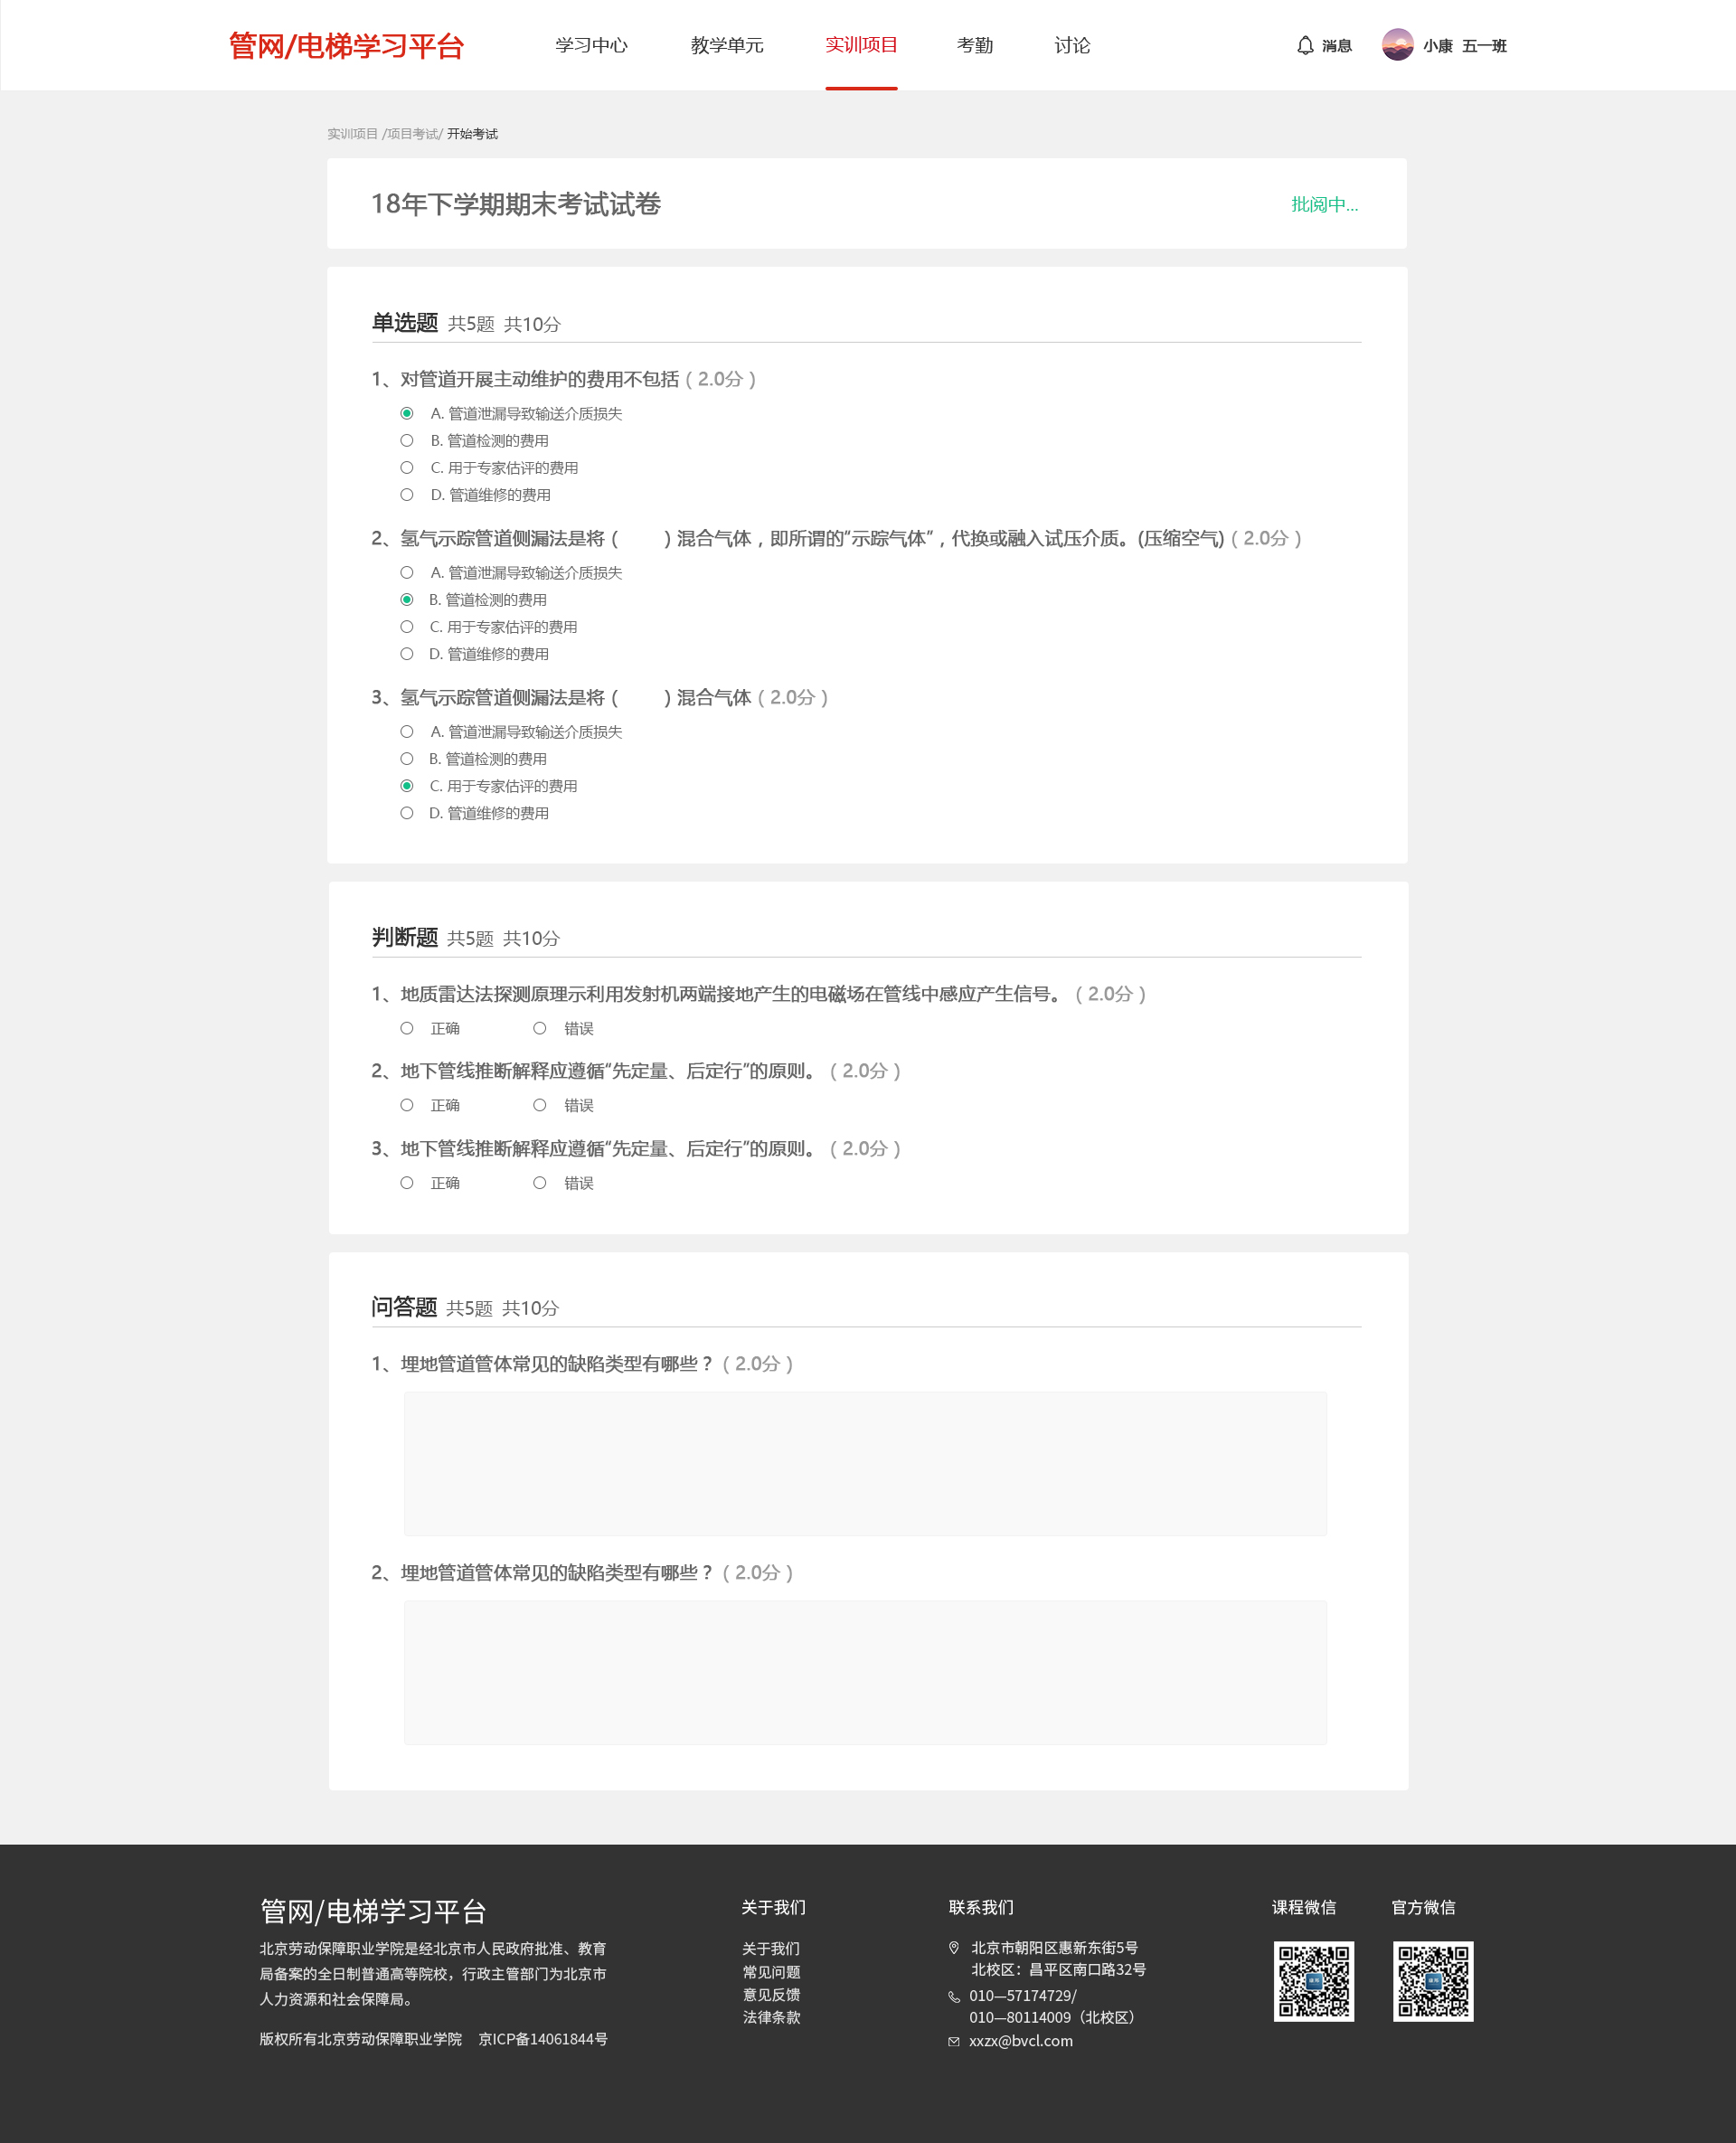 管网/电梯学习平台 学习中心 教学单元 实训项目 考勤 讨论 消息 小康 五一班
实训项目 /项目考试/ 开始考试
18年下学期期末考试试卷 批阅中...
单选题 共5题 共10分
1、对管道开展主动维护的费用不包括（2.0分）
A. 管道泄漏导致输送介质损失
B. 管道检测的费用
C. 用于专家估评的费用
D. 管道维修的费用
2、氢气示踪管道侧漏法是将（ ）混合气体，即所谓的“示踪气体”，代换或融入试压介质。(压缩空气)（2.0分）
A. 管道泄漏导致输送介质损失
B. 管道检测的费用
C. 用于专家估评的费用
D. 管道维修的费用
3、氢气示踪管道侧漏法是将（ ）混合气体（2.0分）
A. 管道泄漏导致输送介质损失
B. 管道检测的费用
C. 用于专家估评的费用
D. 管道维修的费用
判断题 共5题 共10分
1、地质雷达法探测原理示利用发射机两端接地产生的电磁场在管线中感应产生信号。（2.0分）
正确 错误
2、地下管线推断解释应遵循“先定量、后定行”的原则。（2.0分）
正确 错误
3、地下管线推断解释应遵循“先定量、后定行”的原则。（2.0分）
正确 错误
问答题 共5题 共10分
1、埋地管道管体常见的缺陷类型有哪些？（2.0分）
2、埋地管道管体常见的缺陷类型有哪些？（2.0分）
管网/电梯学习平台
北京劳动保障职业学院是经北京市人民政府批准、教育
局备案的全日制普通高等院校，行政主管部门为北京市
人力资源和社会保障局。
版权所有北京劳动保障职业学院 京ICP备14061844号
关于我们
关于我们
常见问题
意见反馈
法律条款
联系我们
北京市朝阳区惠新东街5号
北校区：昌平区南口路32号
010—57174729/
010—80114009（北校区）
xxzx@bvcl.com
课程微信 官方微信